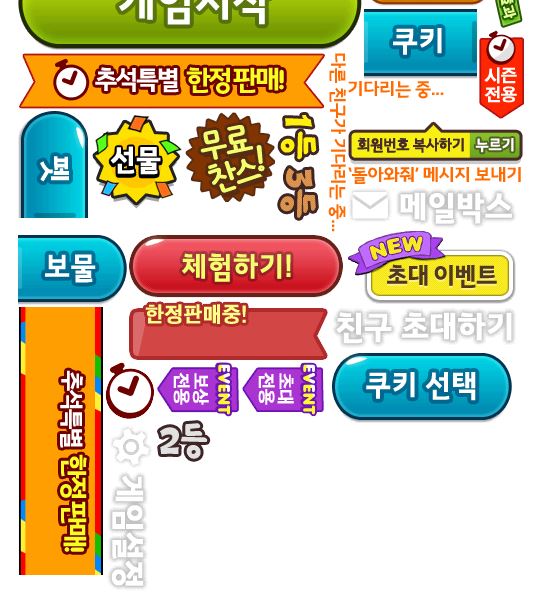 게임시작
쿠키
시즌
전용
추석특별 한정판매!
다른 친구가 기다리는 중...
기다리는 중...
펫
선물
무료
찬스!
1등
3등
회원번호 복사하기 누르기
'돌아와줘' 메시지 보내기
메일박스
보물
체험하기!
NEW
초대 이벤트
한정판매중!
친구 초대하기
추석특별 한정판매!
EVENT
보상
전용
EVENT
초대
전용
쿠키 선택
2등
게임설정